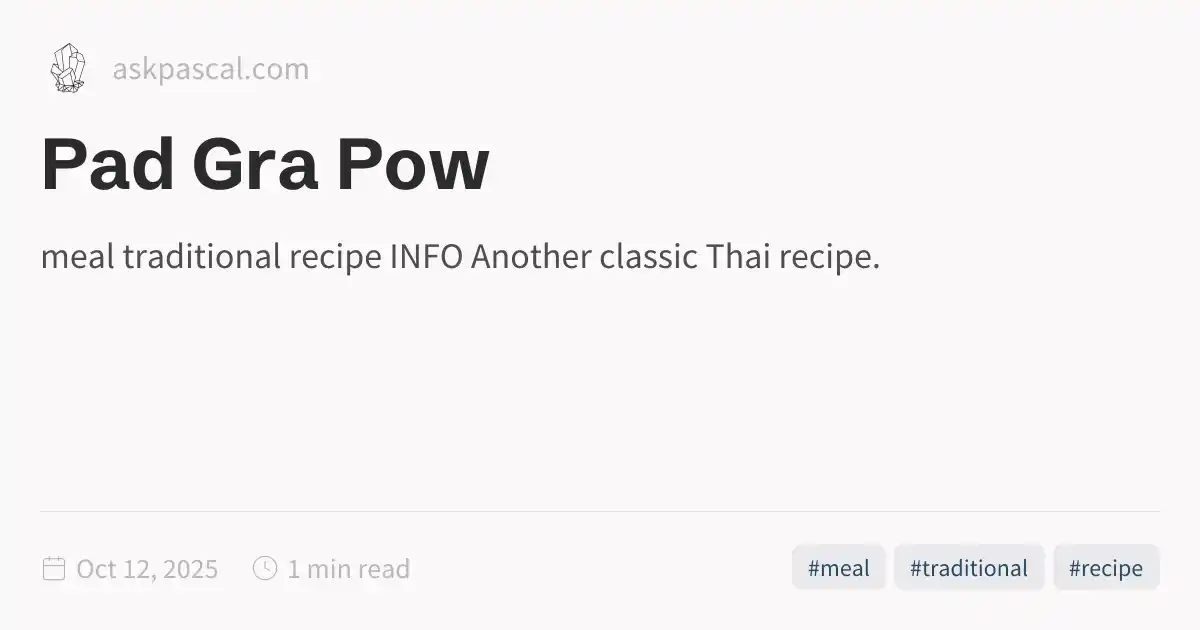 askpascal.com
Pad Gra Pow
meal traditional recipe INFO Another classic Thai recipe.
Oct 12, 2025 1 min read #meal #traditional #recipe